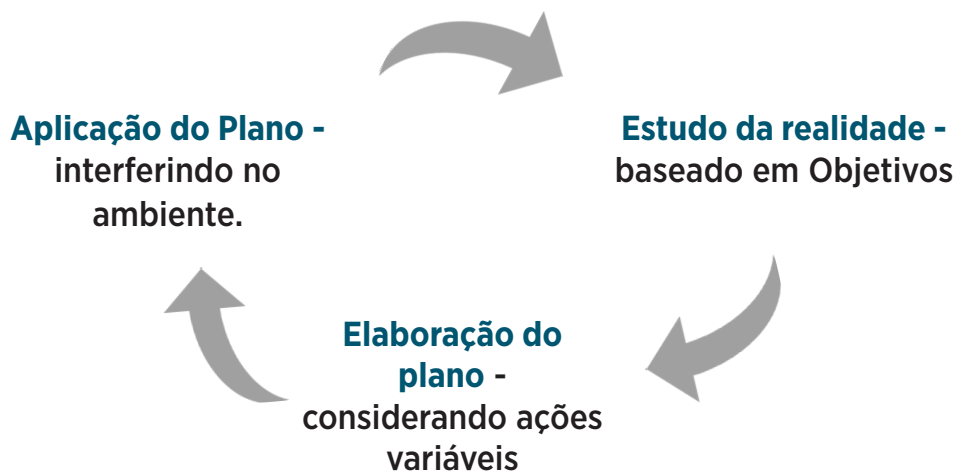 Aplicação do Plano -
interferindo no
ambiente.
Estudo da realidade -
baseado em Objetivos
Elaboração do
plano -
considerando ações
variáveis